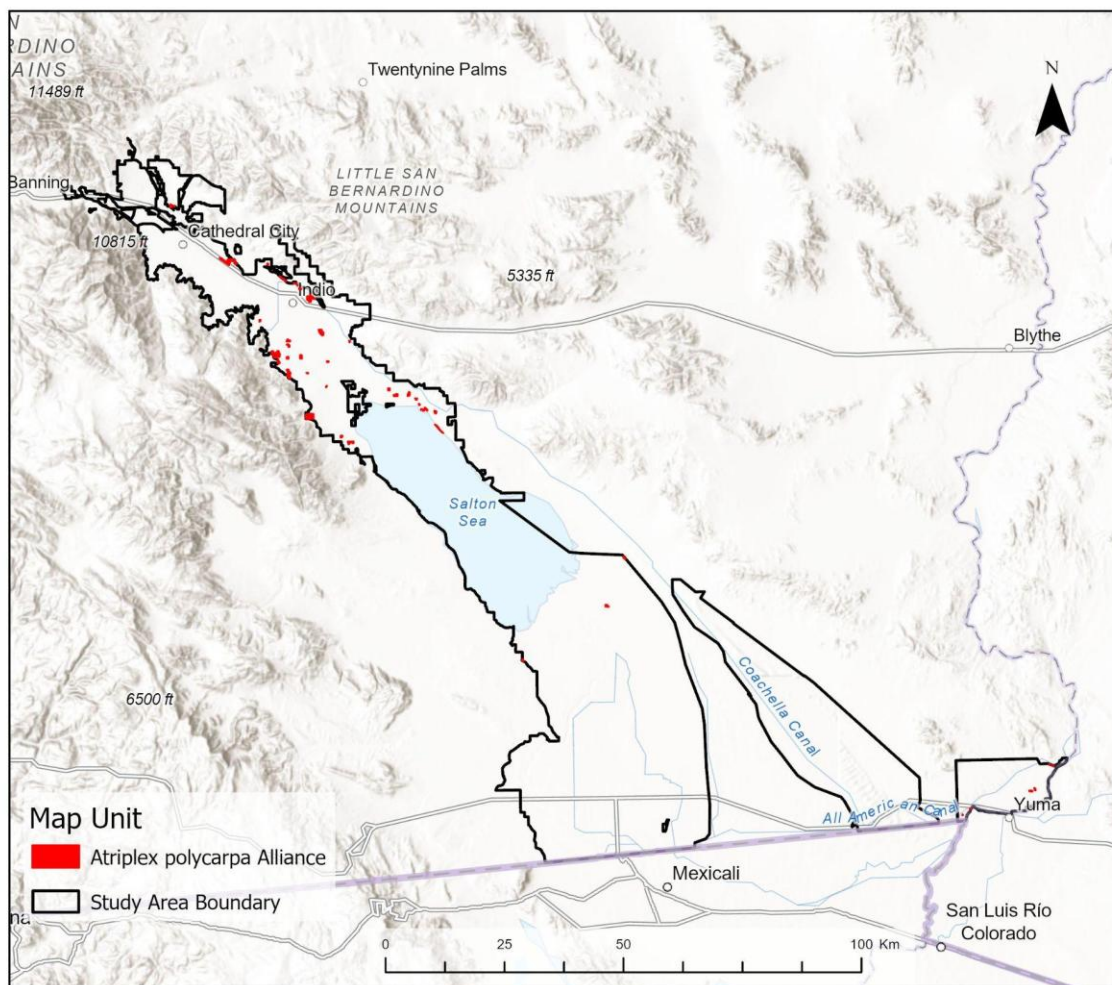 N
RDINO
AINS
11489 ft
Twentynine Palms
N
Banning
LITTLE SAN
BERNARDINO
MOUNTAINS
10815 ft
Cathedral City
5335 ft
Indio
Blythe
Salton
Sea
6500 ft
Coachella Canal
All American Canal
Yuma
Map Unit
Atriplex polycarpa Alliance
Study Area Boundary
Mexicali
na
San Luis Río
Colorado
0 25 50 100 Km